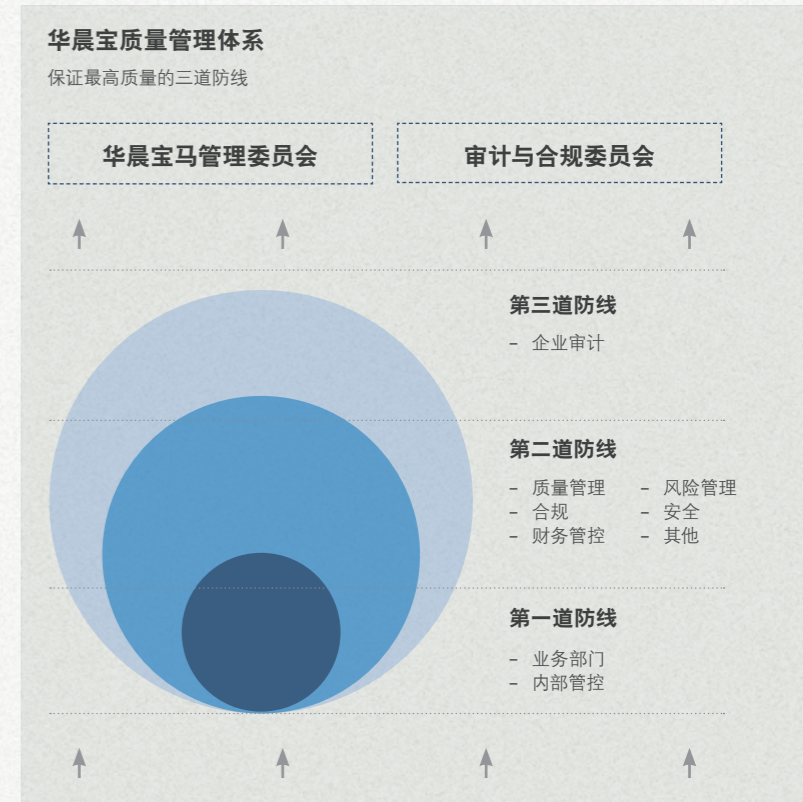 华晨宝质量管理体系
保证最高质量的三道防线
华晨宝马管理委员会
审计与合规委员会
第三道防线
– 企业审计
第二道防线
– 质量管理 – 风险管理
– 合规 – 安全
– 财务管控 – 其他
第一道防线
– 业务部门
– 内部管控